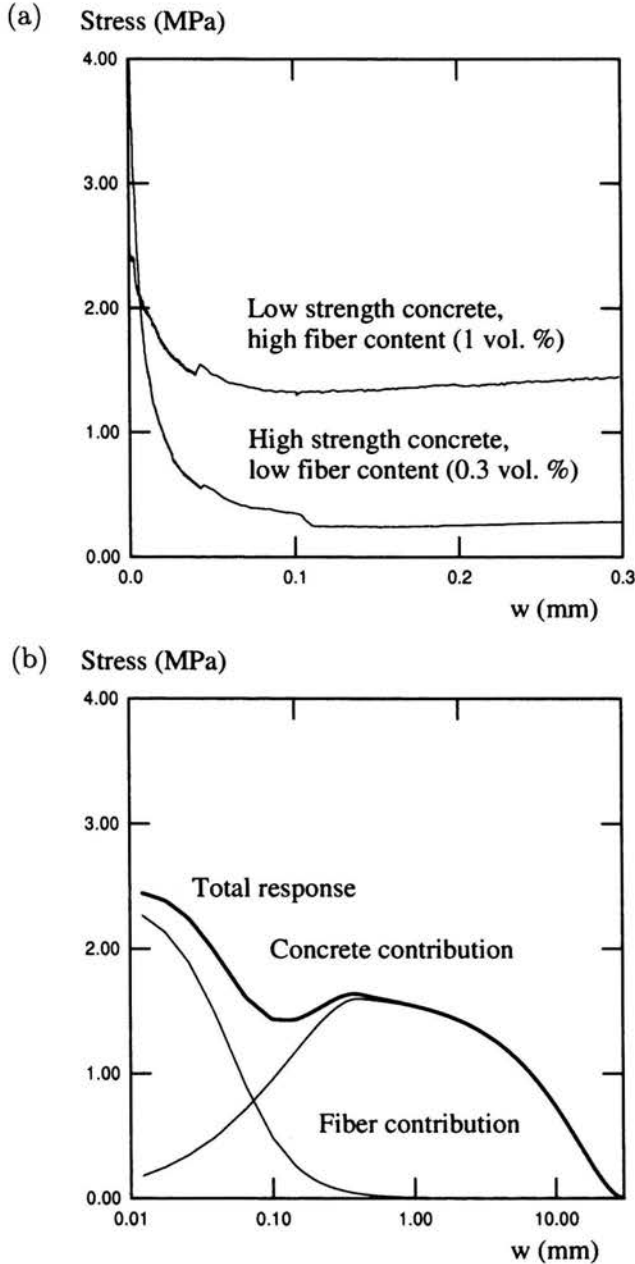 (a) Stress (MPa)
4.00
3.00
2.00
1.00
0.00
Low strength concrete,
high fiber content (1 vol. %)
High strength concrete,
low fiber content (0.3 vol. %)
0.0 0.1 0.2 0.3
w (mm)
(b) Stress (MPa)
4.00
3.00
2.00
1.00
0.00
Total response
Concrete contribution
Fiber contribution
0.01 0.10 1.00 10.00
w (mm)